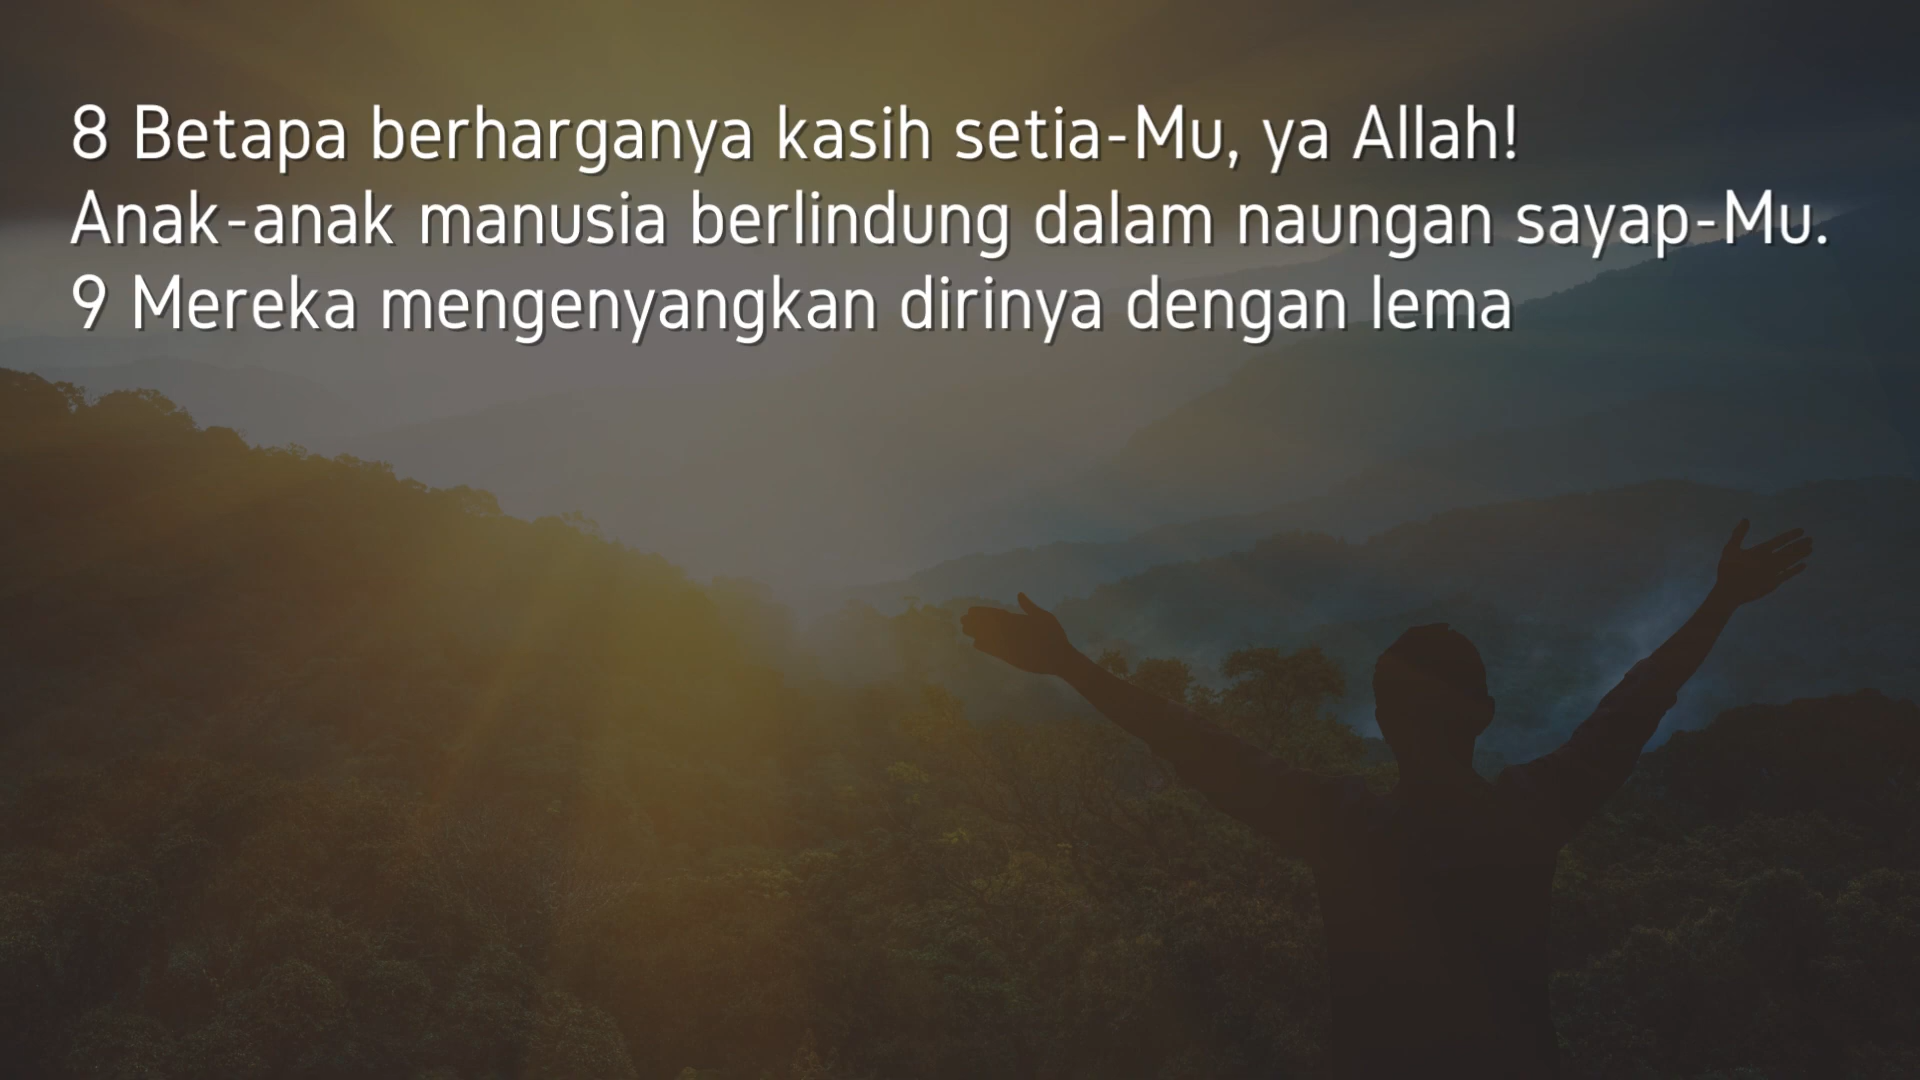 8 Betapa berharganya kasih setia-Mu, ya Allah!
Anak-anak manusia berlindung dalam naungan sayap-Mu.
9 Mereka mengenyangkan dirinya dengan lema